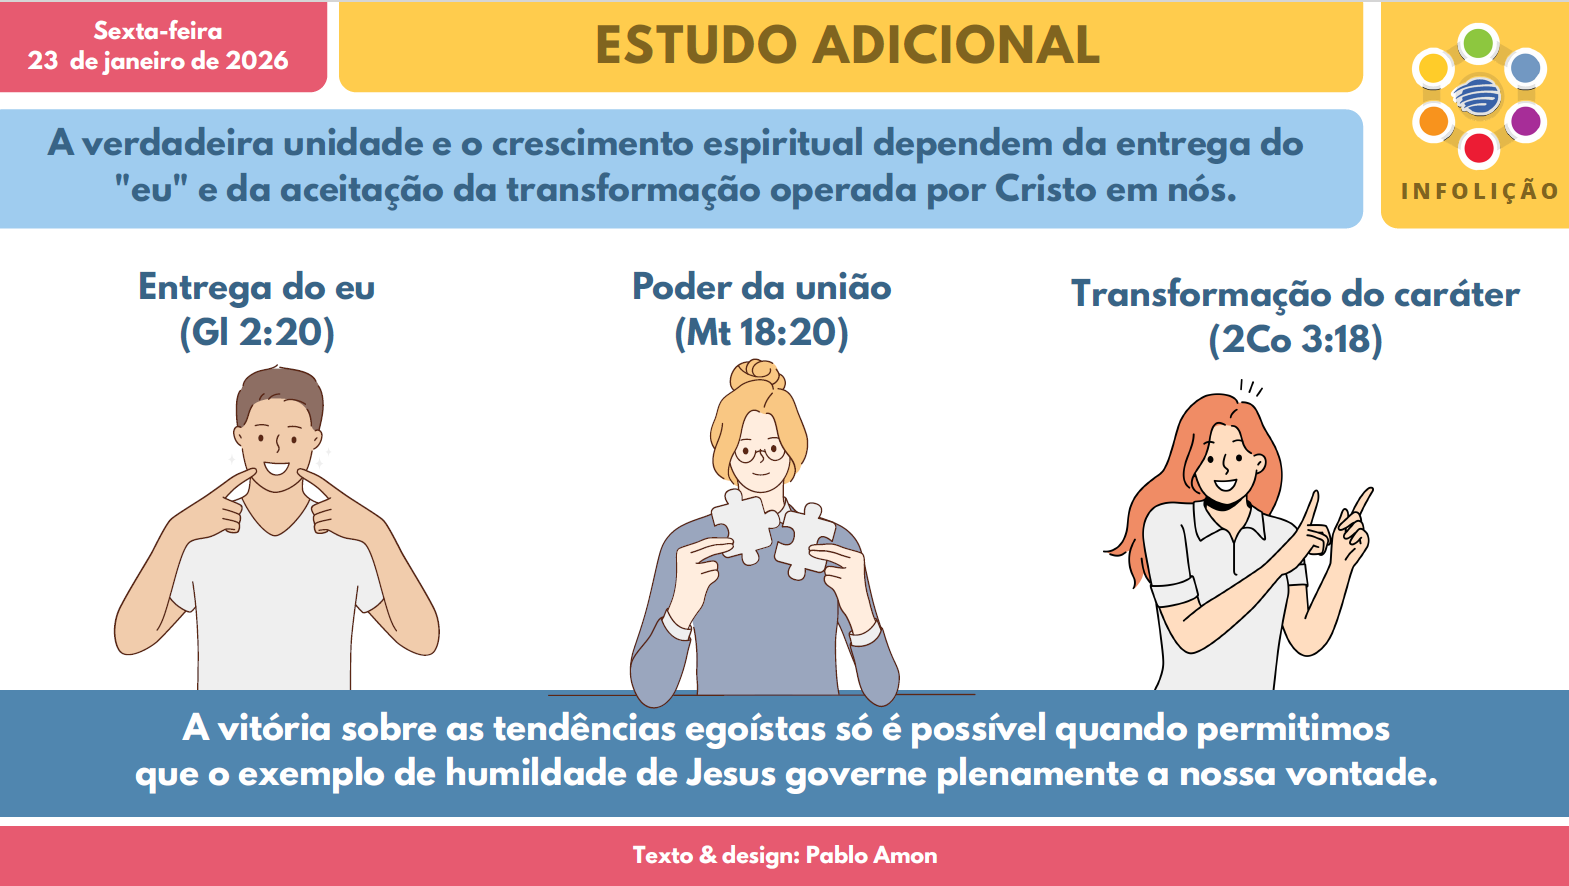 Sexta-feira
23 de janeiro de 2026
ESTUDO ADICIONAL
A verdadeira unidade e o crescimento espiritual dependem da entrega do
"eu" e da aceitação da transformação operada por Cristo em nós.
INFOLIÇÃO
Entrega do eu
(Gl 2:20)
Poder da união
(Mt 18:20)
Transformação do caráter
(2Co 3:18)
A vitória sobre as tendências egoístas só é possível quando permitimos
que o exemplo de humildade de Jesus governe plenamente a nossa vontade.
Texto & design: Pablo Amon